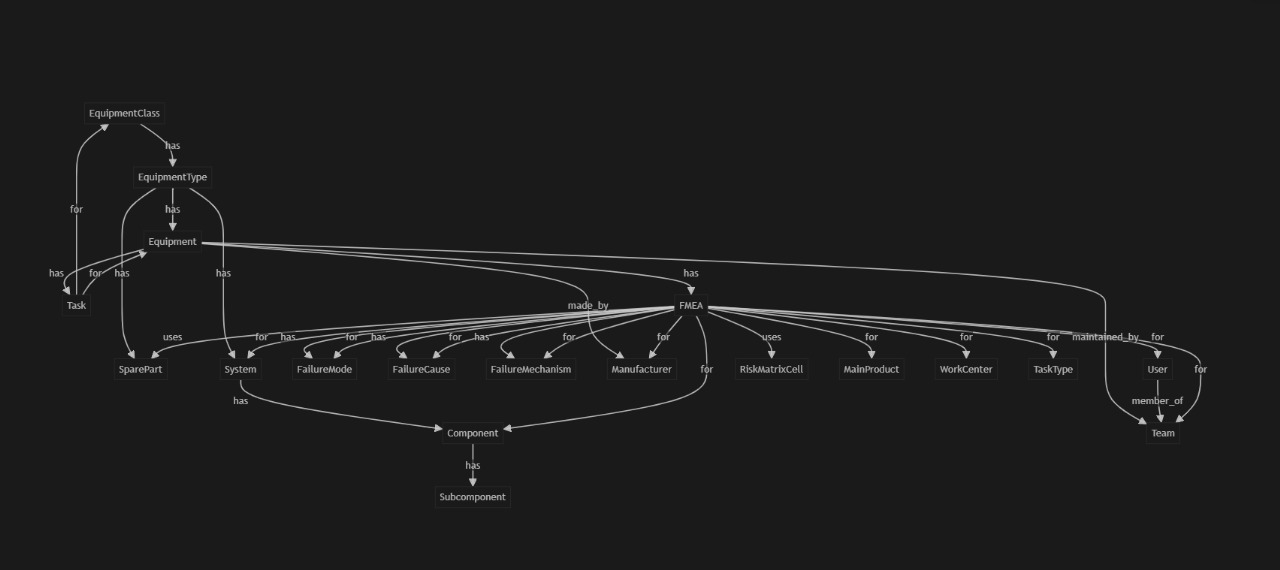 EquipmentClass
has
EquipmentType
for
has
Equipment
has
for
has
has
has
Task
made_by
FMEA
uses
for
has
for
has
for
has
for
for
for
uses
for
for
for
maintained_by
for
for
SparePart
System
FailureMode
FailureCause
FailureMechanism
Manufacturer
RiskMatrixCell
MainProduct
WorkCenter
TaskType
User
has
member_of
Component
Team
has
Subcomponent